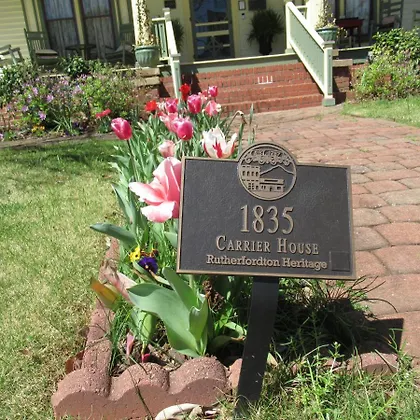 1835
CARRIER HOUSE
Rutherfordton Heritage